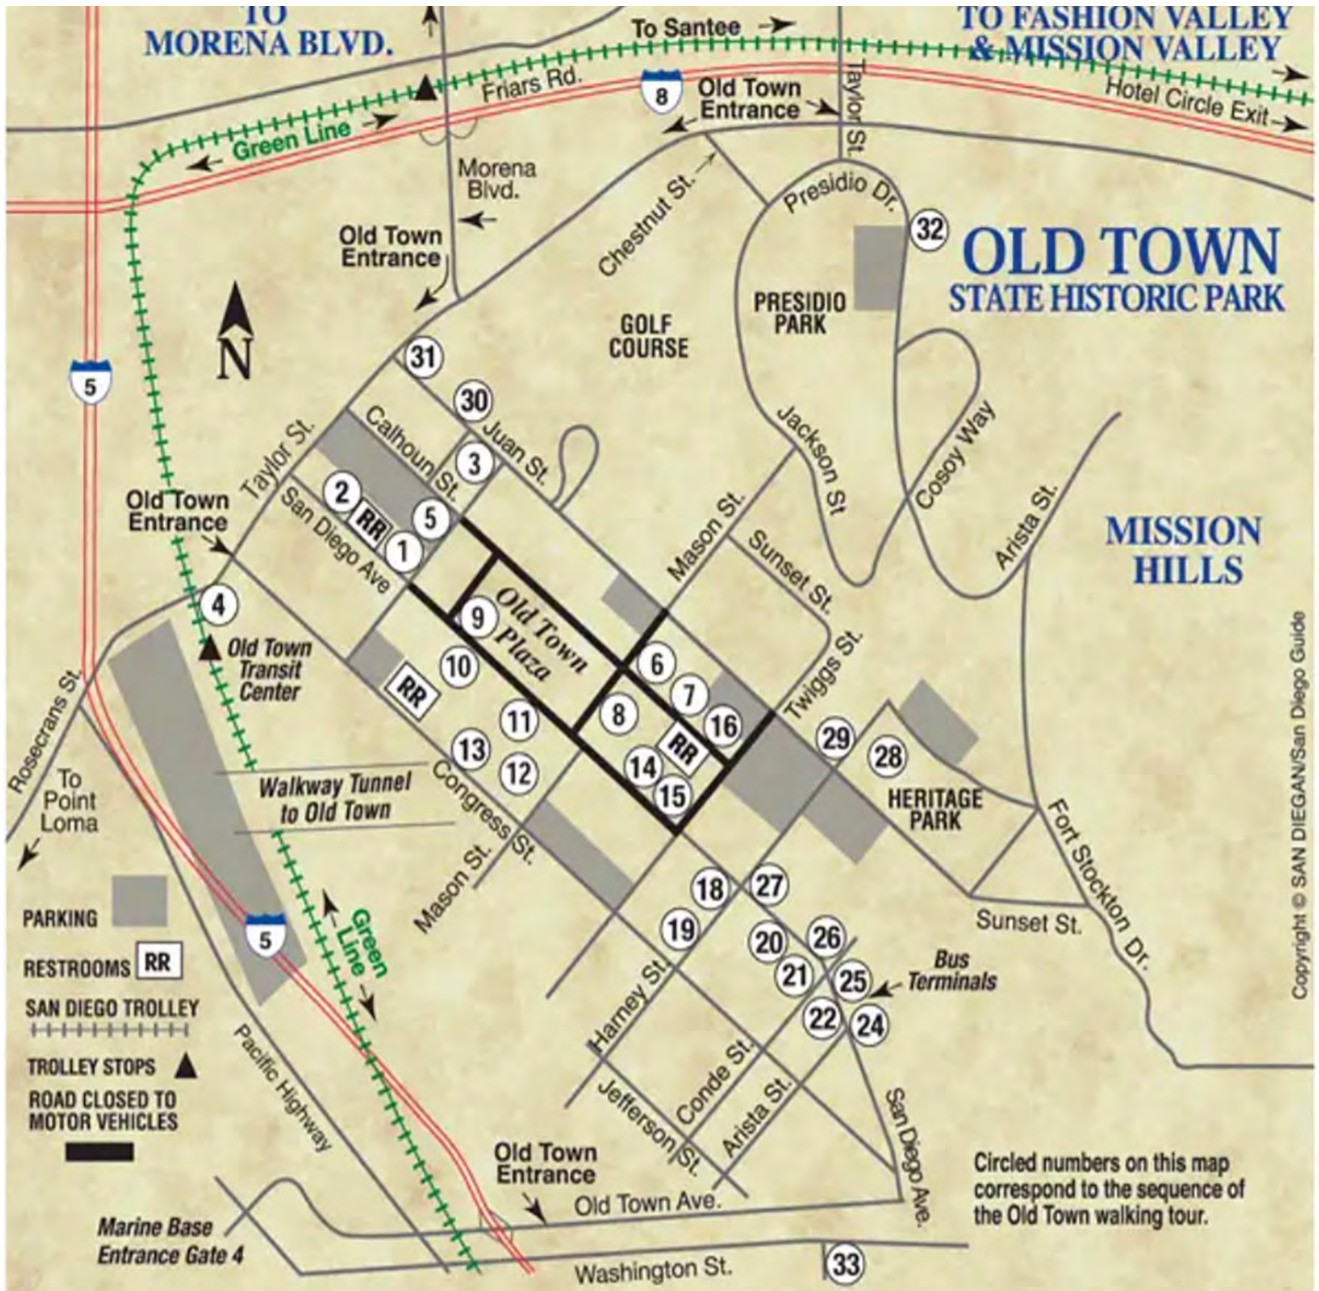 TO
MORENA BLVD.
To Santee
TO FASHION VALLEY
& MISSION VALLEY
Friars Rd.
8
Old Town
Entrance
Taylor St.
Hotel Circle Exit
Green Line
Morena
Blvd.
Chestnut St.
Presidio Dr.
32
OLD TOWN
STATE HISTORIC PARK
Old Town
Entrance
N
PRESIDIO
PARK
GOLF
COURSE
5
31
30
Juan St.
Calhoun St.
3
Taylor St.
Jackson St
Cosoy Way
Arista St.
MISSION
HILLS
Old Town
Entrance
2
RR
5
1
San Diego Ave
Mason St.
Sunset St.
4
Old Town
Transit
Center
9
Old Town
Plaza
10
RR
6
7
8
16
RR
Twiggs St.
11
13
12
14
15
29
28
HERITAGE
PARK
Rosecrans St.
To
Point
Loma
Walkway Tunnel
to Old Town
Congress St.
Mason St.
Fort Stockton Dr.
Sunset St.
PARKING
RESTROOMS RR
SAN DIEGO TROLLEY
TROLLEY STOPS
ROAD CLOSED TO
MOTOR VEHICLES
5
Green
Line
18
27
19
20
26
21
25
22
24
Bus
Terminals
Harney St.
Conde St.
Arista St.
Jefferson St.
San Diego Ave.
Pacific Highway
Old Town
Entrance
Old Town Ave.
Marine Base
Entrance Gate 4
Washington St.
33
Circled numbers on this map
correspond to the sequence of
the Old Town walking tour.
Copyright © SAN DIEGAN/San Diego Guide